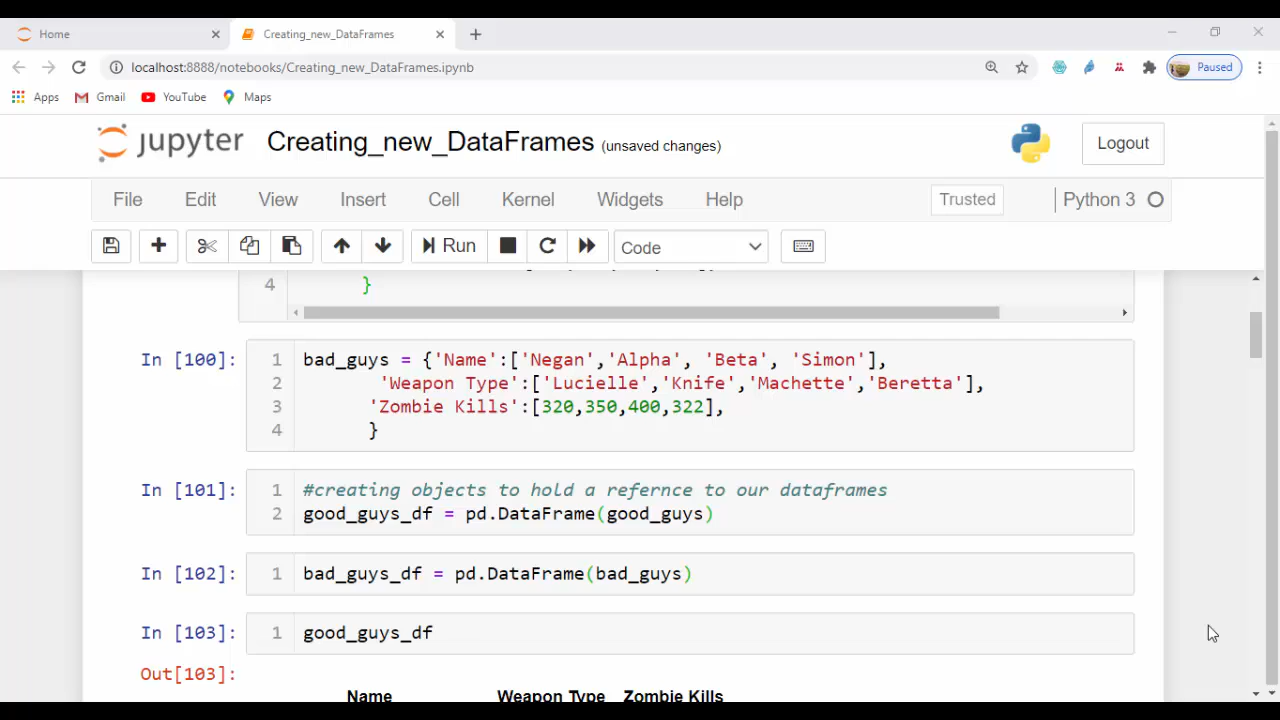 Home
Creating_new_DataFrames
localhost:8888/notebooks/Creating_new_DataFrames.ipynb
Paused
Apps Gmail YouTube Maps
jupyter Creating_new_DataFrames (unsaved changes)
Logout
File Edit View Insert Cell Kernel Widgets Help
Trusted
Python 3
Run
Code
4 }
In [100]: 1 bad_guys = {'Name':['Negan','Alpha', 'Beta', 'Simon'],
2 'Weapon Type':['Lucielle','Knife','Machette','Beretta'],
3 'Zombie Kills':[320,350,400,322],
4 }
In [101]: 1 #creating objects to hold a refernce to our dataframes
2 good_guys_df = pd.DataFrame(good_guys)
In [102]: 1 bad_guys_df = pd.DataFrame(bad_guys)
In [103]: 1 good_guys_df
Out[103]:
Name Weapon Type Zombie Kills